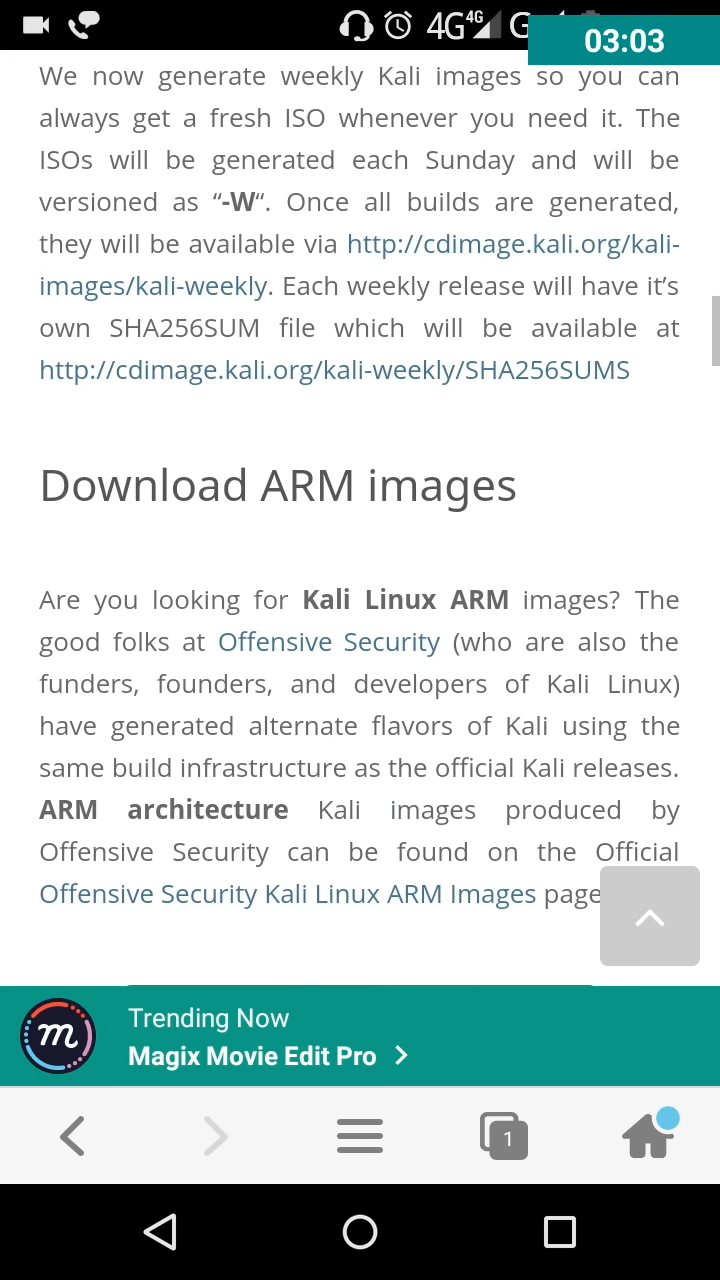 4G 4G G
03:03
We now generate weekly Kali images so you can
always get a fresh ISO whenever you need it. The
ISOs will be generated each Sunday and will be
versioned as “-W“. Once all builds are generated,
they will be available via http://cdimage.kali.org/kali-
images/kali-weekly. Each weekly release will have it’s
own SHA256SUM file which will be available at
http://cdimage.kali.org/kali-weekly/SHA256SUMS
Download ARM images
Are you looking for Kali Linux ARM images? The
good folks at Offensive Security (who are also the
funders, founders, and developers of Kali Linux)
have generated alternate flavors of Kali using the
same build infrastructure as the official Kali releases.
ARM architecture Kali images produced by
Offensive Security can be found on the Official
Offensive Security Kali Linux ARM Images page
m
Trending Now
Magix Movie Edit Pro
1